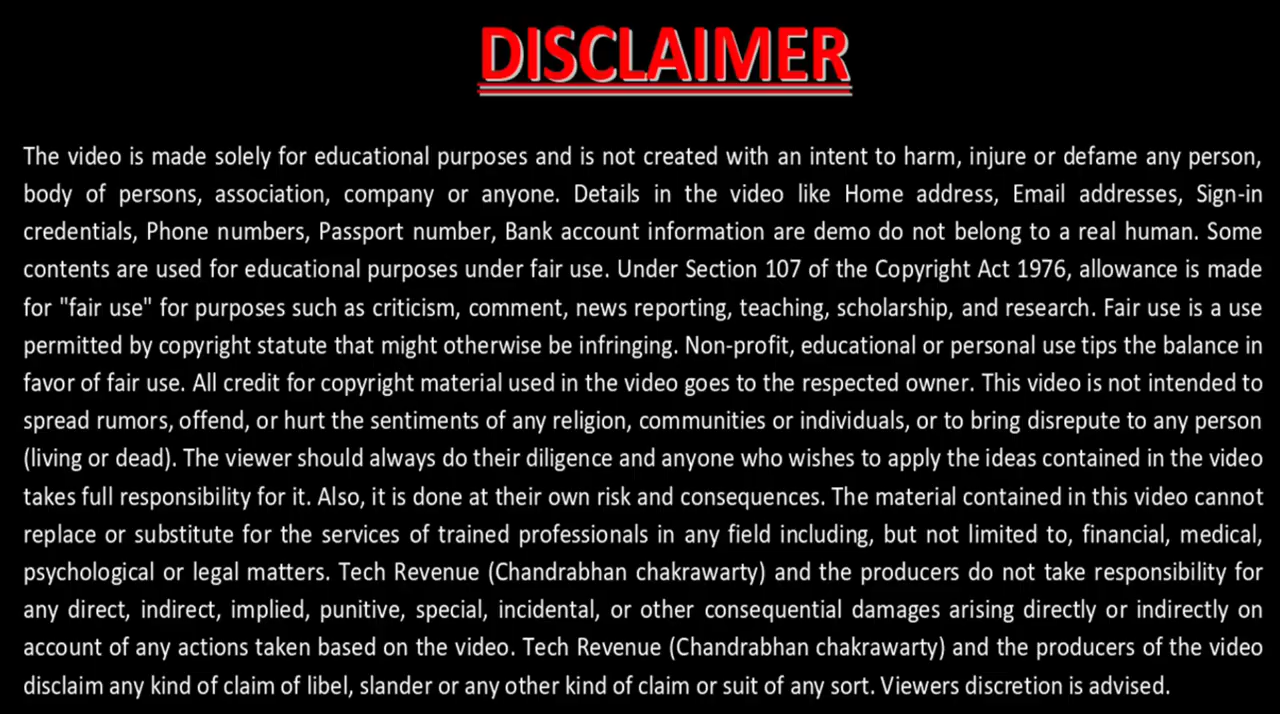 DISCLAIMER
The video is made solely for educational purposes and is not created with an intent to harm, injure or defame any person,
body of persons, association, company or anyone. Details in the video like Home address, Email addresses, Sign-in
credentials, Phone numbers, Passport number, Bank account information are demo do not belong to a real human. Some
contents are used for educational purposes under fair use. Under Section 107 of the Copyright Act 1976, allowance is made
for "fair use" for purposes such as criticism, comment, news reporting, teaching, scholarship, and research. Fair use is a use
permitted by copyright statute that might otherwise be infringing. Non-profit, educational or personal use tips the balance in
favor of fair use. All credit for copyright material used in the video goes to the respected owner. This video is not intended to
spread rumors, offend, or hurt the sentiments of any religion, communities or individuals, or to bring disrepute to any person
(living or dead). The viewer should always do their diligence and anyone who wishes to apply the ideas contained in the video
takes full responsibility for it. Also, it is done at their own risk and consequences. The material contained in this video cannot
replace or substitute for the services of trained professionals in any field including, but not limited to, financial, medical,
psychological or legal matters. Tech Revenue (Chandrabhan chakrawarty) and the producers do not take responsibility for
any direct, indirect, implied, punitive, special, incidental, or other consequential damages arising directly or indirectly on
account of any actions taken based on the video. Tech Revenue (Chandrabhan chakrawarty) and the producers of the video
disclaim any kind of claim of libel, slander or any other kind of claim or suit of any sort. Viewers discretion is advised.